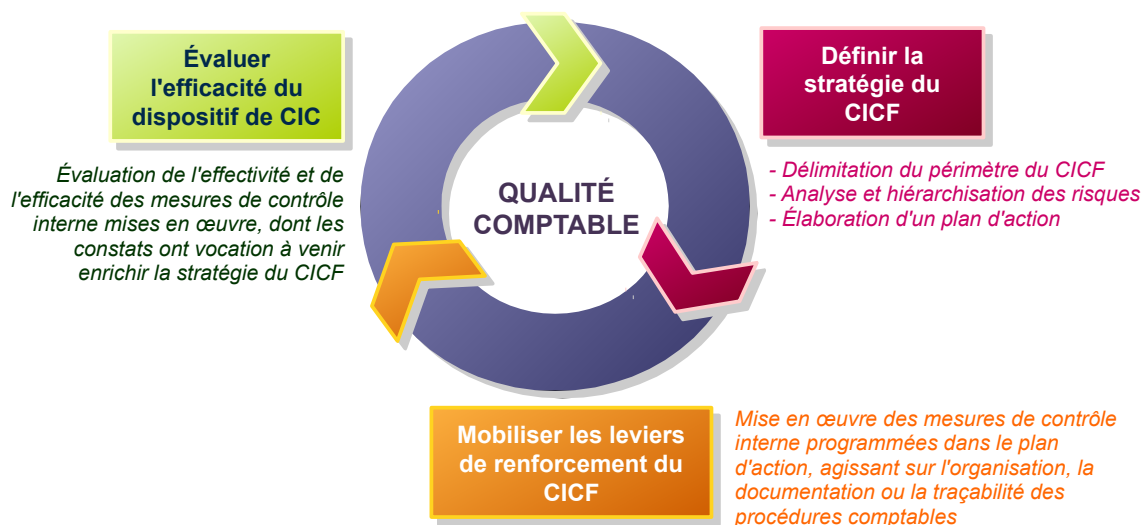 Évaluer
l'efficacité du
dispositif de CIC
Évaluation de l'effectivité et de
l'efficacité des mesures de contrôle
interne mises en œuvre, dont les
constats ont vocation à venir
enrichir la stratégie du CICF
QUALITÉ
COMPTABLE
Définir la
stratégie du
CICF
- Délimitation du périmètre du CICF
- Analyse et hiérarchisation des risques
- Élaboration d'un plan d'action
Mobiliser les leviers
de renforcement du
CICF
Mise en œuvre des mesures de contrôle
interne programmées dans le plan
d'action, agissant sur l'organisation, la
documentation ou la traçabilité des
procédures comptables